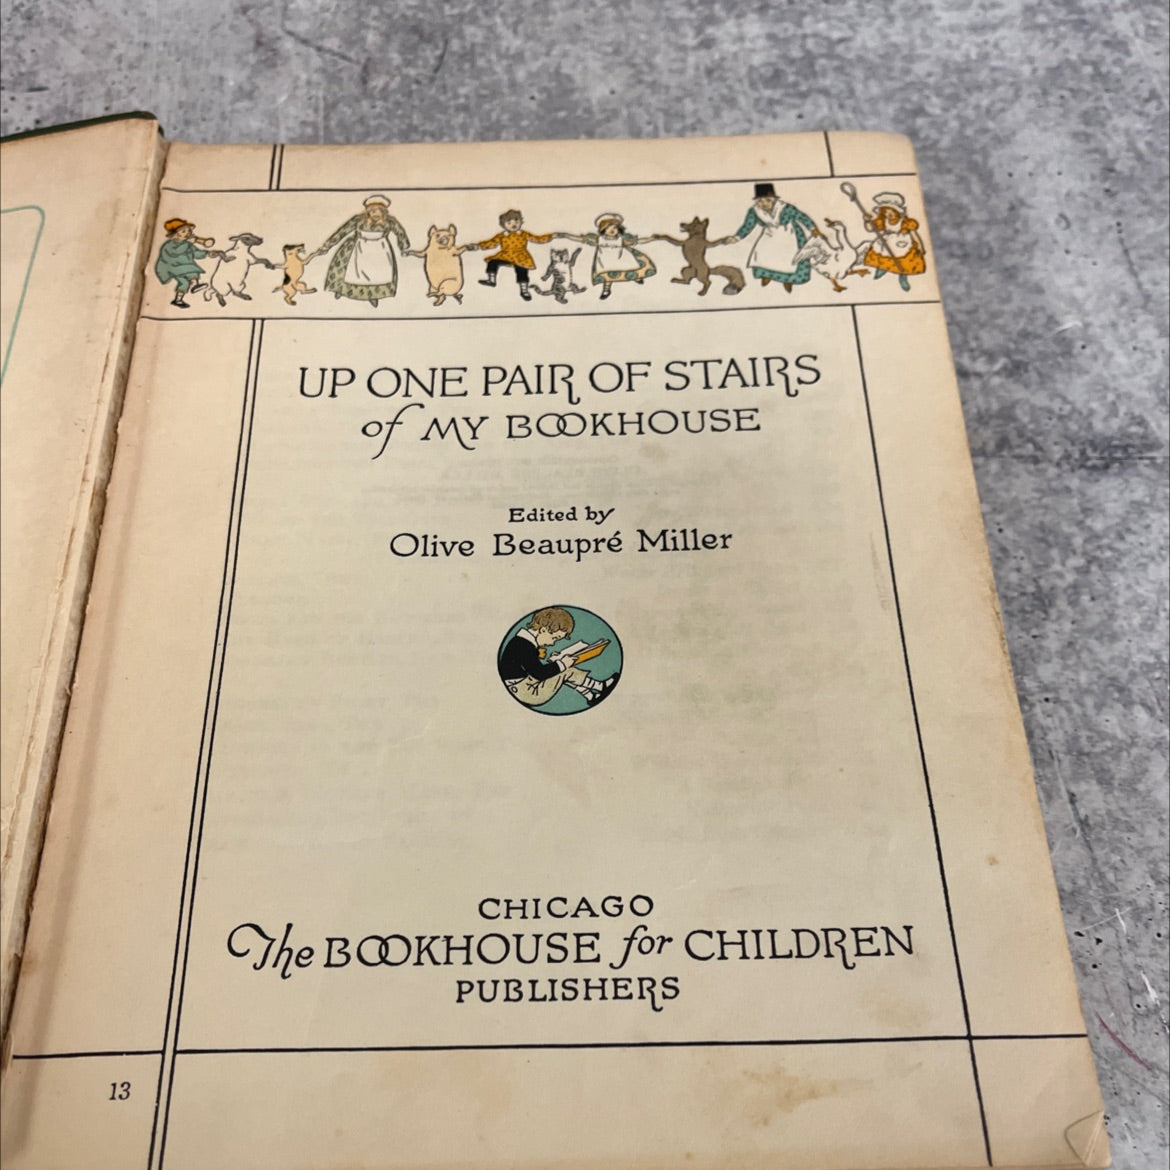 UP ONE PAIR OF STAIRS
of MY BOOKHOUSE
Edited by
Olive Beaupré Miller
CHICAGO
The BOOKHOUSE for CHILDREN
PUBLISHERS
13